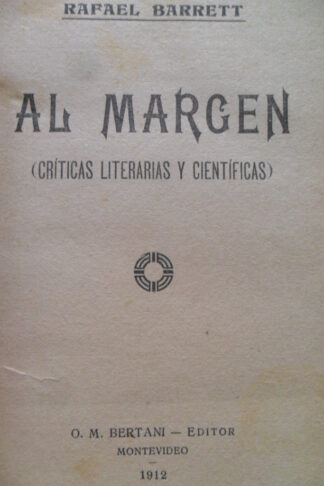 RAFAEL BARRETT
AL MARGEN
(CRÍTICAS LITERARIAS Y CIENTÍFICAS)
O. M. BERTANI — EDITOR
MONTEVIDEO
1912